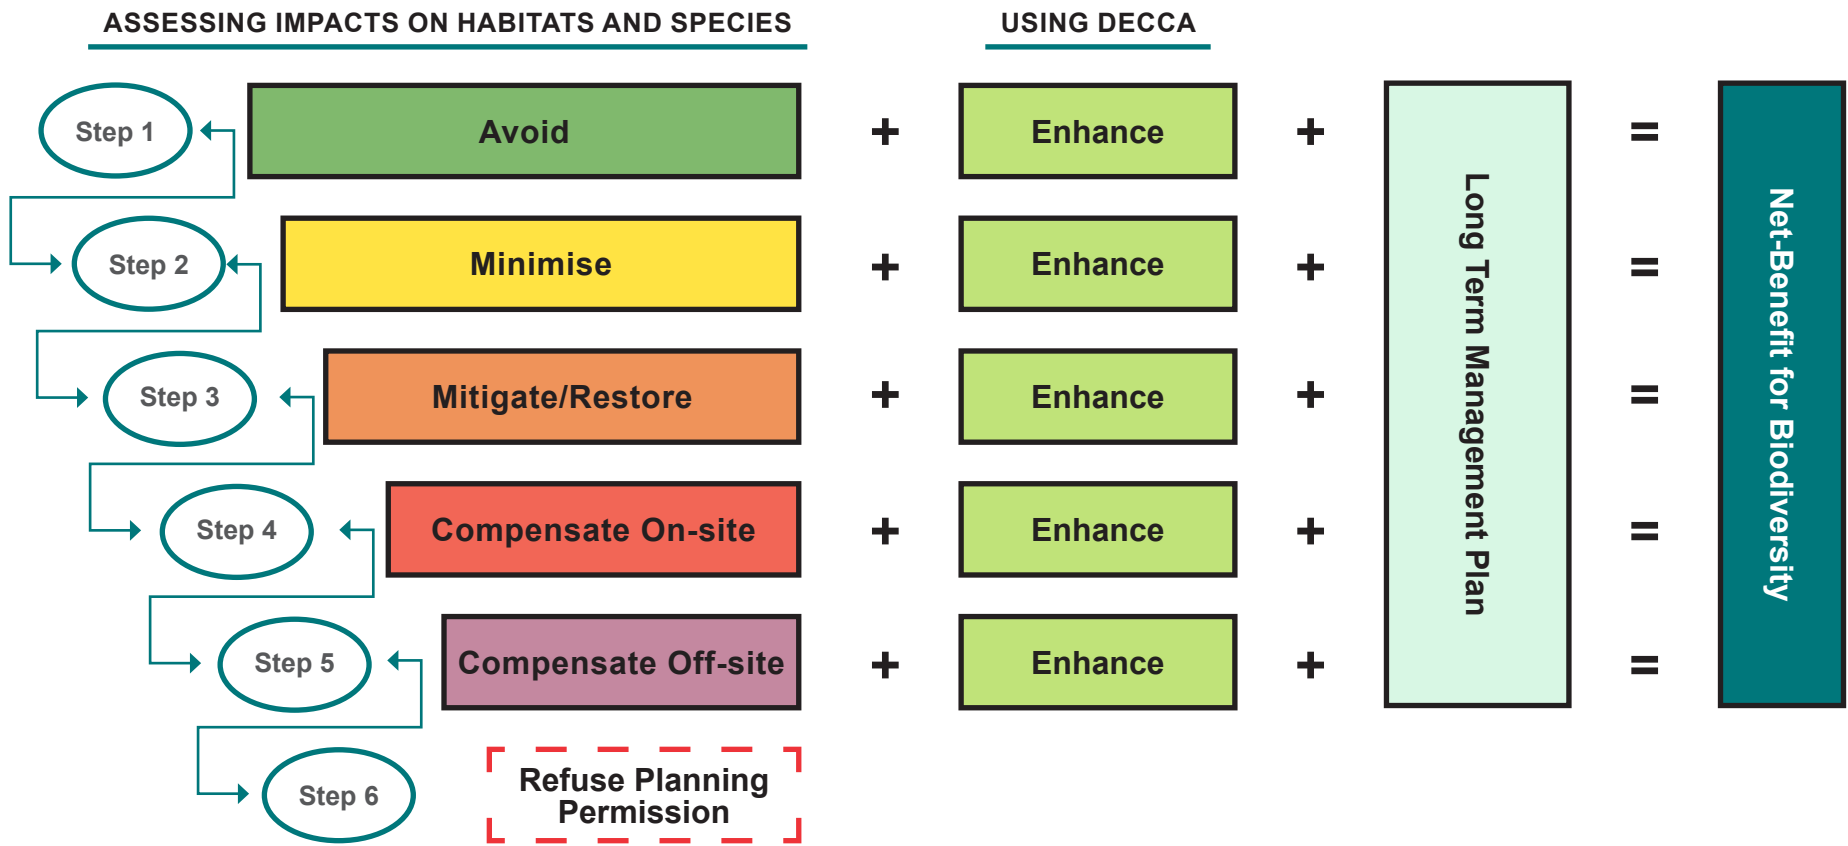 ASSESSING IMPACTS ON HABITATS AND SPECIES
USING DECCA
Step 1
Avoid
+
Enhance
+
=
Step 2
Minimise
+
Enhance
+
=
Step 3
Mitigate/Restore
+
Enhance
+
=
Step 4
Compensate On-site
+
Enhance
+
=
Step 5
Compensate Off-site
+
Enhance
+
=
Step 6
Refuse Planning
Permission
Long Term Management Plan
Net-Benefit for Biodiversity